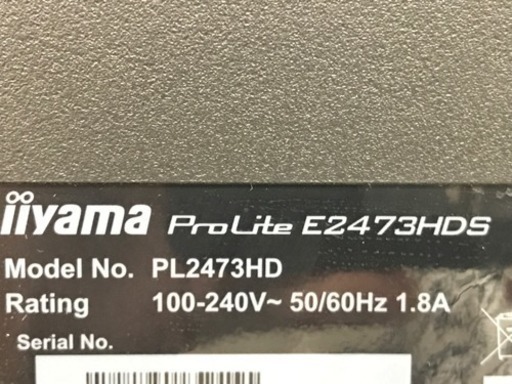 iiyama ProLite E2473HDS
Model No. PL2473HD
Rating 100-240V~ 50/60Hz 1.8A
Serial No.